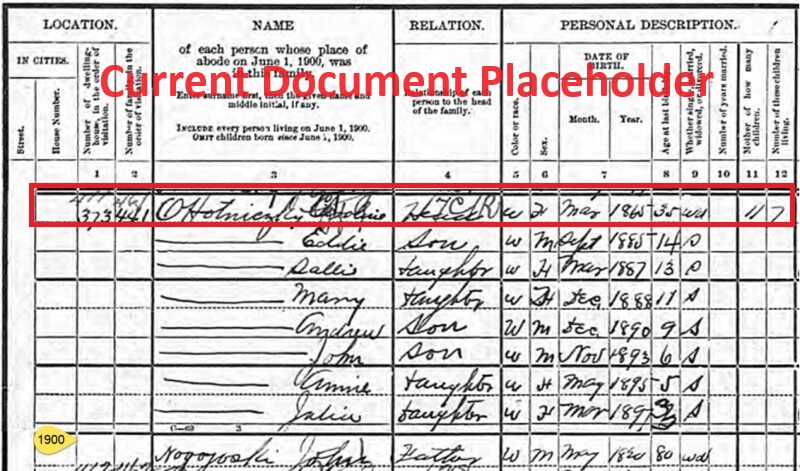 LOCATION. NAME RELATION. PERSONAL DESCRIPTION.
IN CITIES.
Street.
House Number.
Number of dwelling-house, in the order of visitation.
Number of family, in the order of visitation.
of each person whose place of
abode on June 1, 1900, was
in this family.
Enter surname first, then the given name and
middle initial, if any.
INCLUDE every person living on June 1, 1900.
OMIT children born since June 1, 1900.
Relationship of each
person to the head
of the family.
Color or race.
Sex.
DATE OF
BIRTH.
Month. Year.
Age at last birthday.
Whether single, married, widowed, or divorced.
Number of years married.
Mother of how many children.
Number of these children living.
Current Document Placeholder
1 2 3 4 5 6 7 8 9 10 11 12
373 441 W F Mar 1865 35 Wd 11 7
Eddie Son W M Sept 1885 14 S
Sallie Daughter W F Mar 1887 13 S
Mary Daughter W F Dec 1888 11 S
Andrew Son W M Dec 1890 9 S
John Son W M Nov 1893 6 S
Annie Daughter W F May 1895 5 S
Julia Daughter W F Mar 1897 S
C—62 3
1900
Nogowski John Father W M May 80 Wd